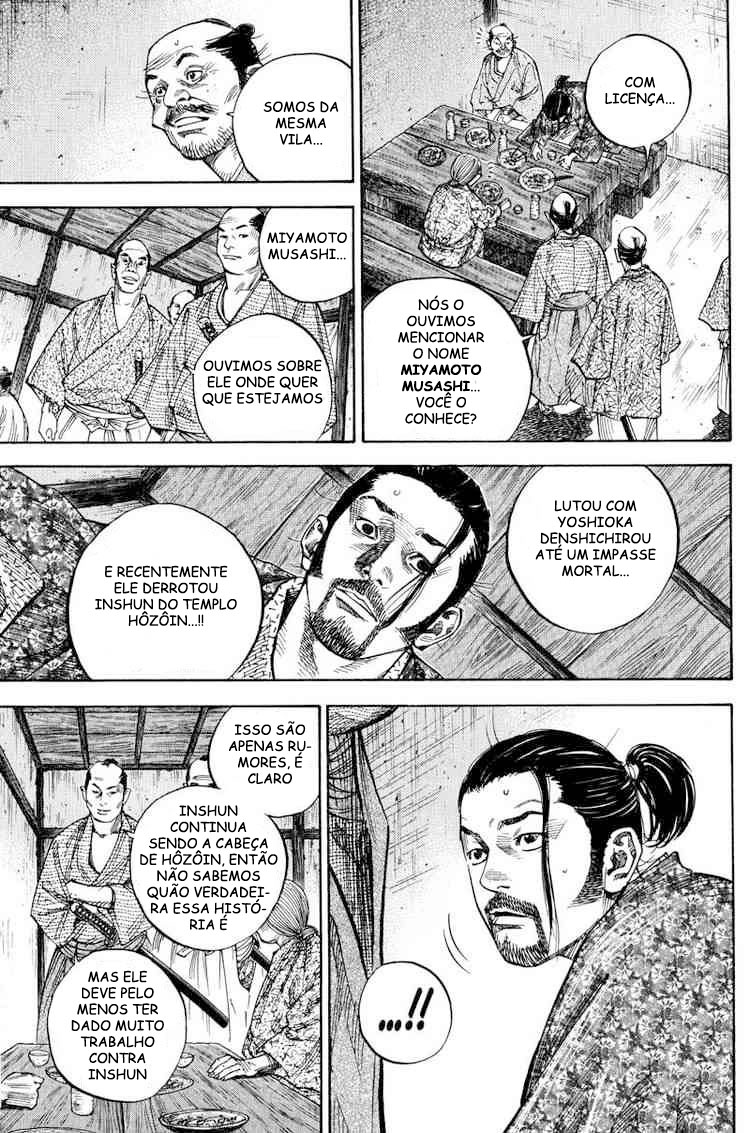 COM
LICENÇA...
NÓS O
OUVIMOS
MENCIONAR
O NOME
MIYAMOTO
MUSASHI...
VOCÊ O
CONHECE?
SOMOS DA
MESMA
VILA...
MIYAMOTO
MUSASHI...
OUVIMOS SOBRE
ELE ONDE QUER
QUE ESTEJAMOS
LUTOU COM
YOSHIOKA
DENSHICHIROU
ATÉ UM IMPASSE
MORTAL...
E RECENTEMENTE
ELE DERROTOU
INSHUN DO TEMPLO
HÔZÔIN...!!
...!!
ISSO SÃO
APENAS RU-
MORES, É
CLARO
INSHUN
CONTINUA
SENDO A CABEÇA
DE HÔZÔIN, ENTÃO
NÃO SABEMOS
QUÃO VERDADEI-
RA ESSA HISTÓ-
RIA É
MAS ELE
DEVE PELO
MENOS TER
DADO MUITO
TRABALHO
CONTRA
INSHUN